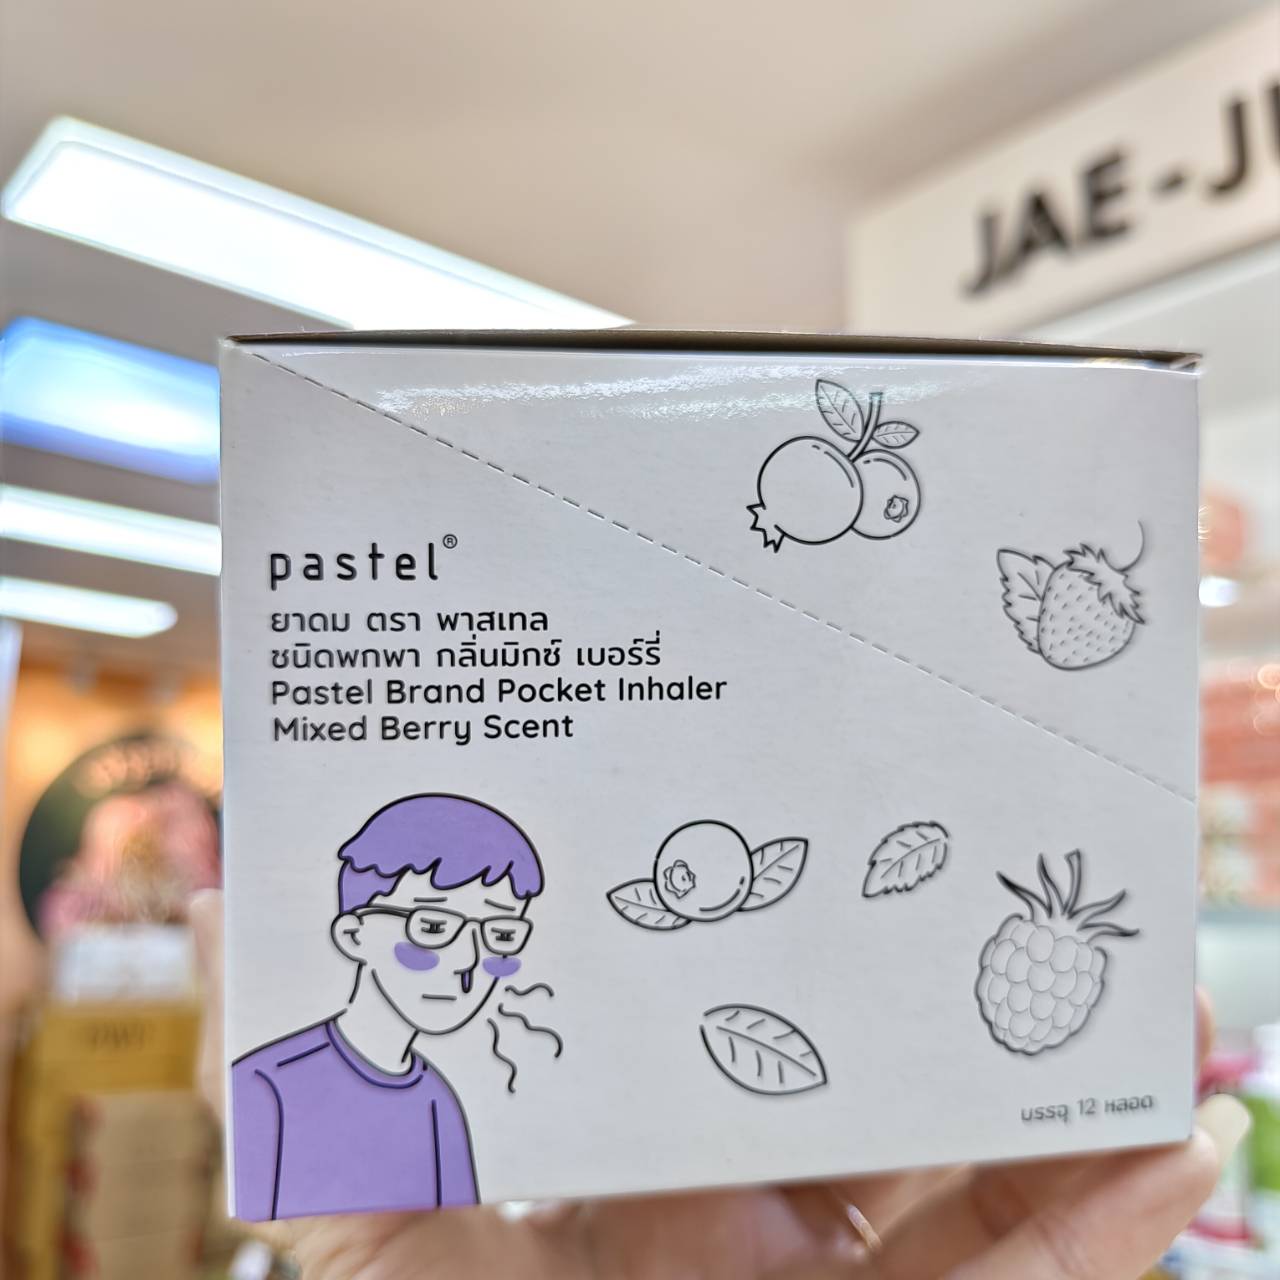 JAE-JU
pastel®
ยาดม ตรา พาสเทล
ชนิดพกพา กลิ่นมิกซ์ เบอร์รี่
Pastel Brand Pocket Inhaler
Mixed Berry Scent
บรรจุ 12 หลอด